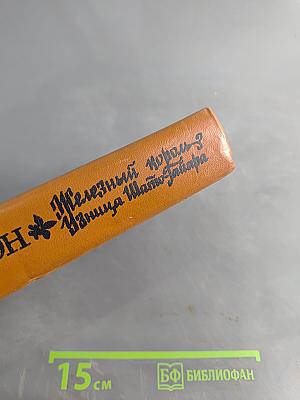 ОН
Железный король
Узница Шато-Гайара
15 см
БФ БИБЛИОФАН